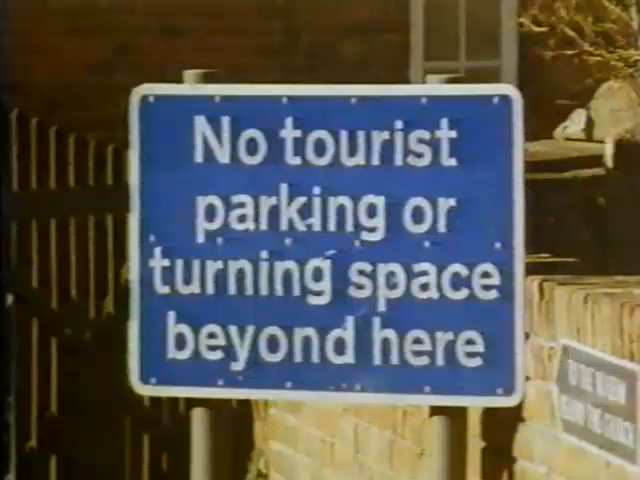 No tourist
parking or
turning space
beyond here